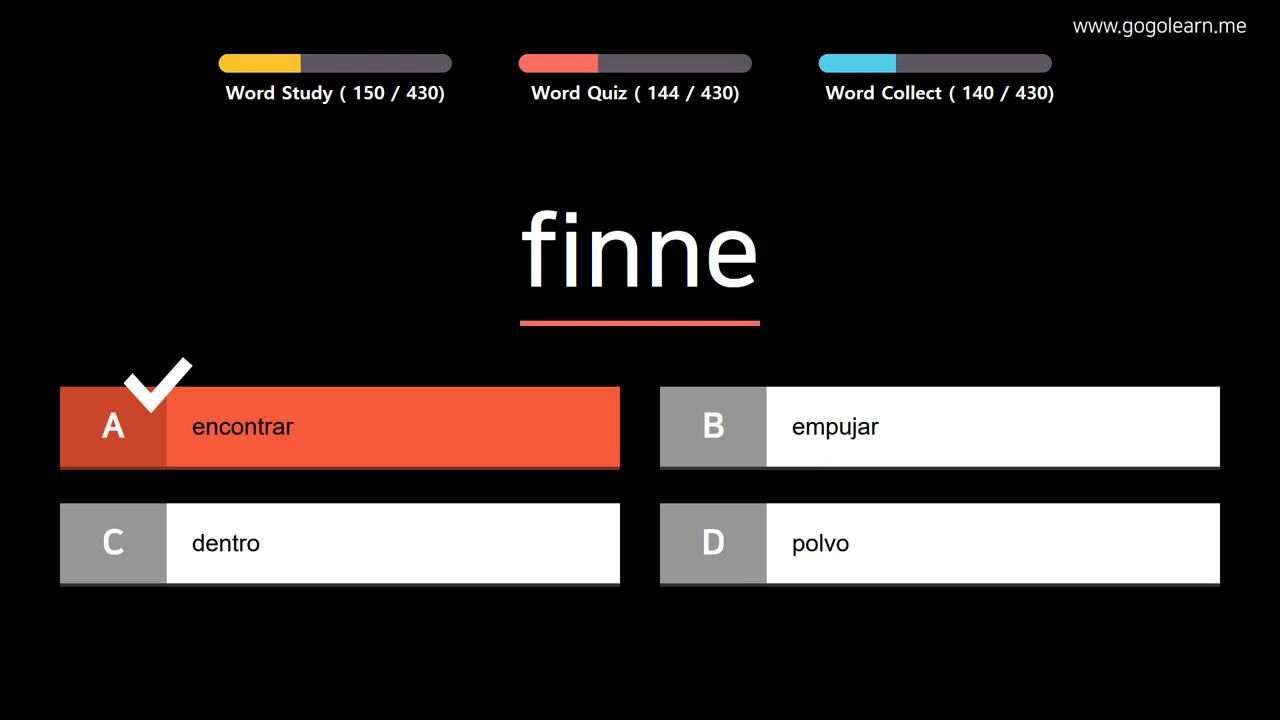 www.gogolearn.me
Word Study ( 150 / 430)
Word Quiz ( 144 / 430)
Word Collect ( 140 / 430)
finne
A encontrar
B empujar
C dentro
D polvo